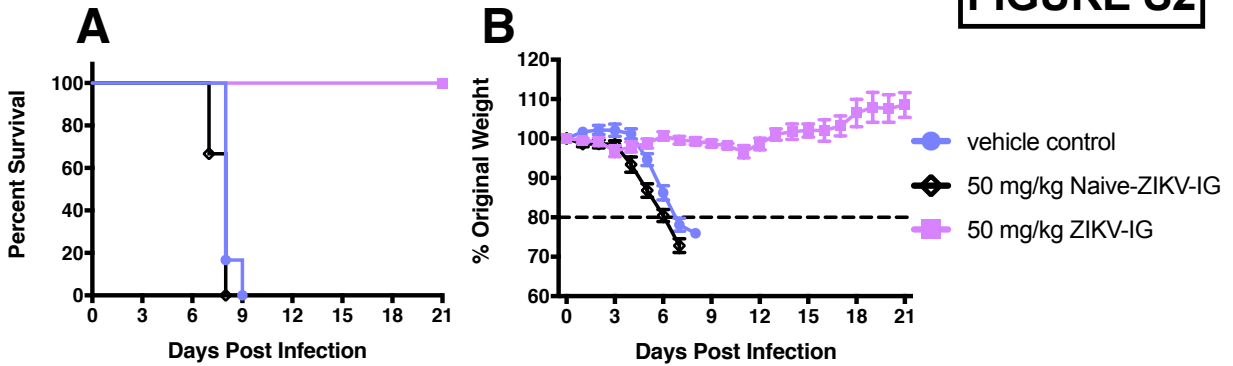 A
B
Percent Survival
100
80
60
40
20
0
0 3 6 9 12 15 18 21
Days Post Infection
% Original Weight
120
110
100
90
80
70
60
0 3 6 9 12 15 18 21
Days Post Infection
vehicle control
50 mg/kg Naive-ZIKV-IG
50 mg/kg ZIKV-IG